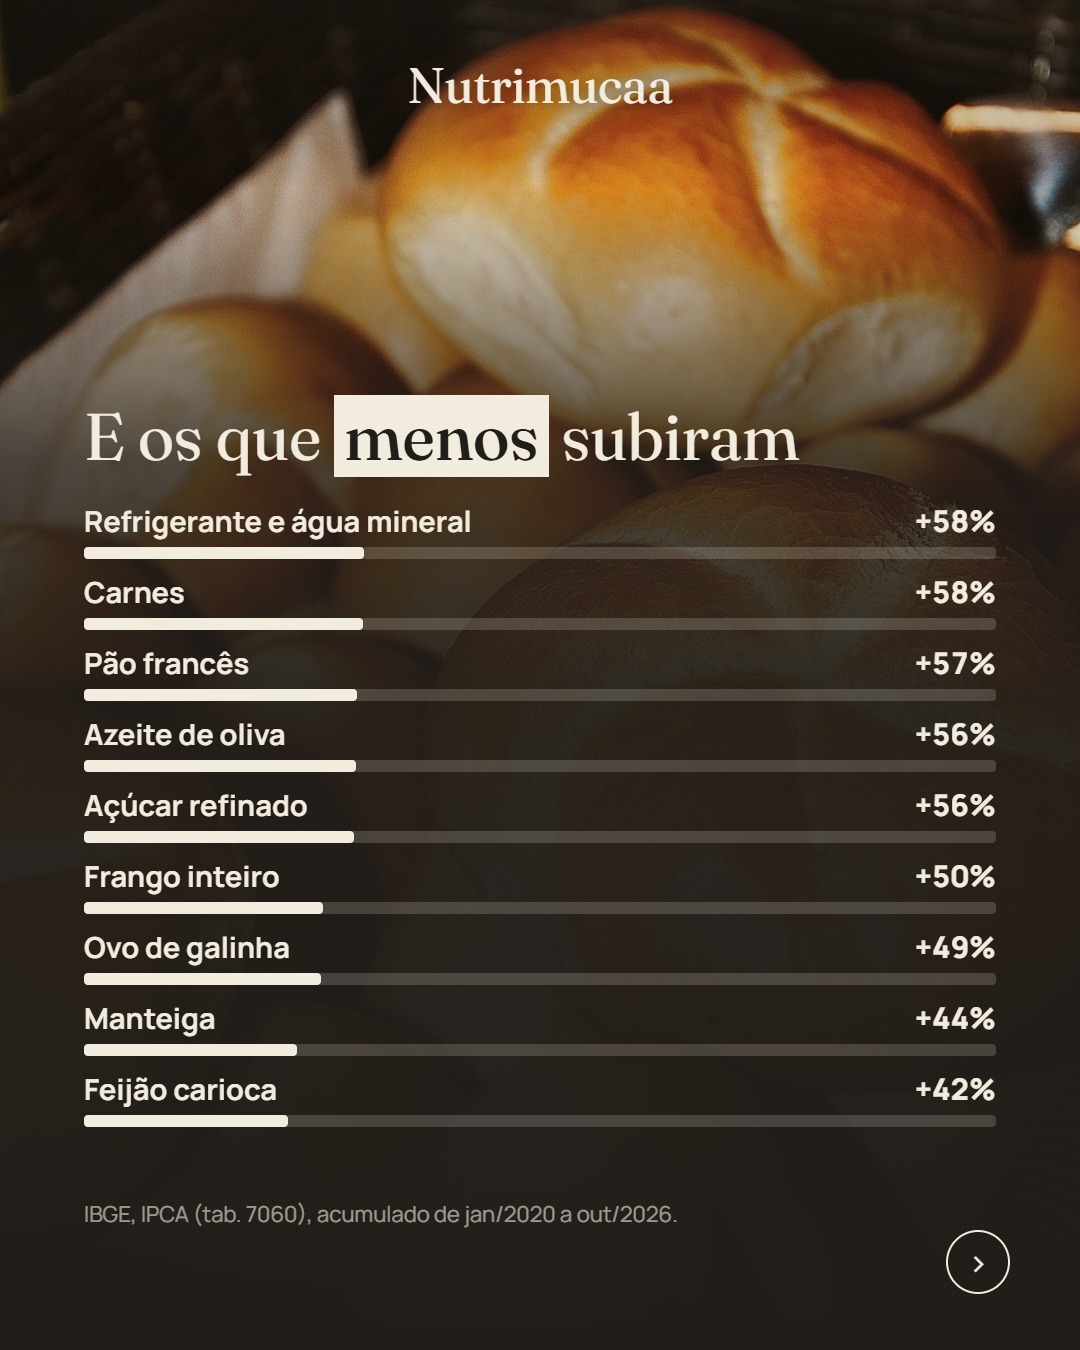 Nutrimucaa
E os que menos subiram
Refrigerante e água mineral +58%
Carnes +58%
Pão francês +57%
Azeite de oliva +56%
Açúcar refinado +56%
Frango inteiro +50%
Ovo de galinha +49%
Manteiga +44%
Feijão carioca +42%
IBGE, IPCA (tab. 7060), acumulado de jan/2020 a out/2026.